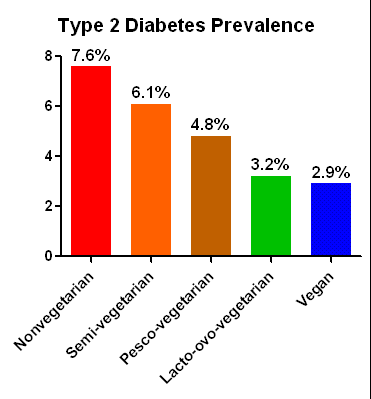 Type 2 Diabetes Prevalence
8
6
4
2
0
7.6%
6.1%
4.8%
3.2%
2.9%
Nonvegetarian
Semi-vegetarian
Pesco-vegetarian
Lacto-ovo-vegetarian
Vegan